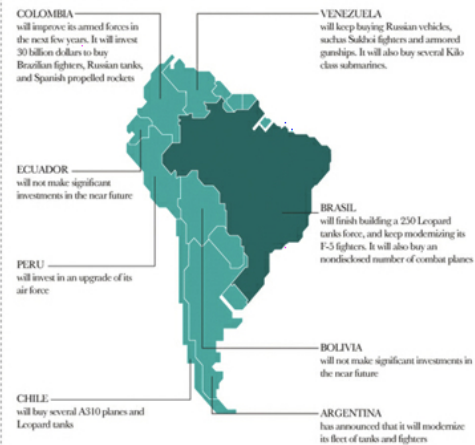 COLOMBIA
will improve its armed forces in
the next few years. It will invest
30 billion dollars to buy
Brazilian fighters, Russian tanks,
and Spanish propelled rockets
VENEZUELA
will keep buying Russian vehicles,
suchas Sukhoi fighters and armored
gunships. It will also buy several Kilo
class submarines.
ECUADOR
will not make significant
investments in the near future
BRASIL
will finish building a 250 Leopard
tanks force, and keep modernizing its
F-5 fighters. It will also buy an
nondisclosed number of combat planes
PERU
will invest in an upgrade of its
air force
BOLIVIA
will not make significant investments in
the near future
CHILE
will buy several A310 planes and
Leopard tanks
ARGENTINA
has announced that it will modernize
its fleet of tanks and fighters